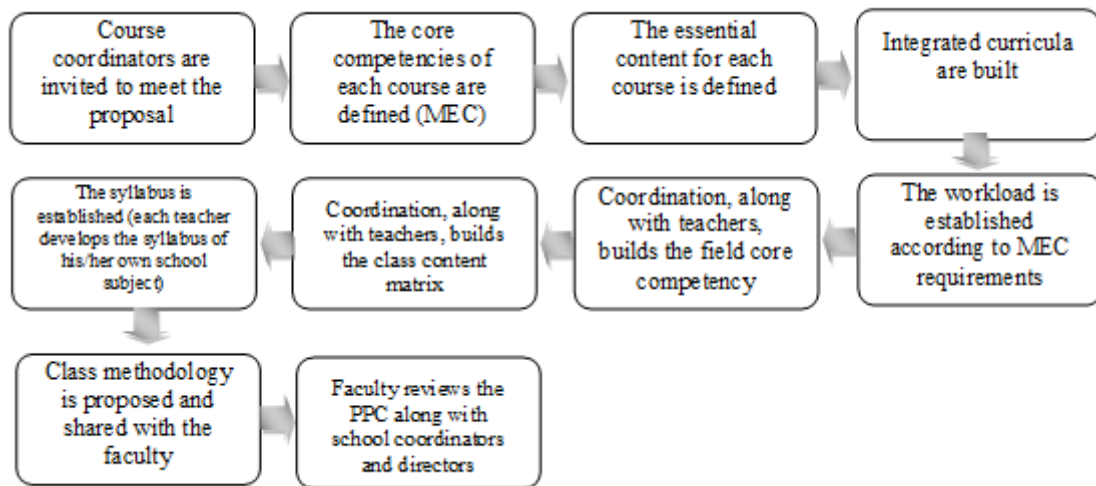 Course
coordinators are
invited to meet the
proposal
The core
competencies of
each course are
defined (MEC)
The essential
content for each
course is defined
Integrated curricula
are built
The workload is
established
according to MEC
requirements
Coordination, along
with teachers,
builds the field core
competency
Coordination, along
with teachers, builds
the class content
matrix
The syllabus is
established (each teacher
develops the syllabus of
his/her own school
subject)
Class methodology
is proposed and
shared with the
faculty
Faculty reviews the
PPC along with
school coordinators
and directors